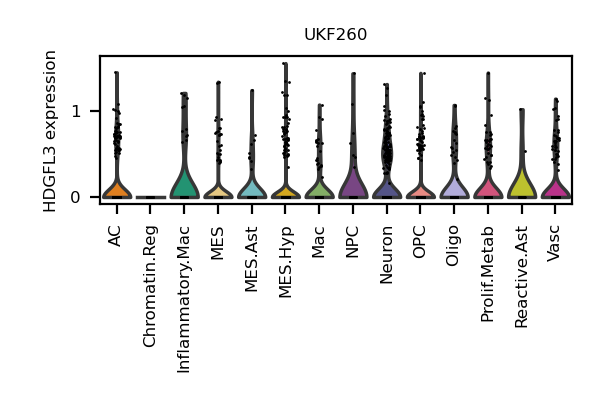 UKF260
HDGFL3 expression
1
0
AC
Chromatin.Reg
Inflammatory.Mac
MES
MES.Ast
MES.Hyp
Mac
NPC
Neuron
OPC
Oligo
Prolif.Metab
Reactive.Ast
Vasc